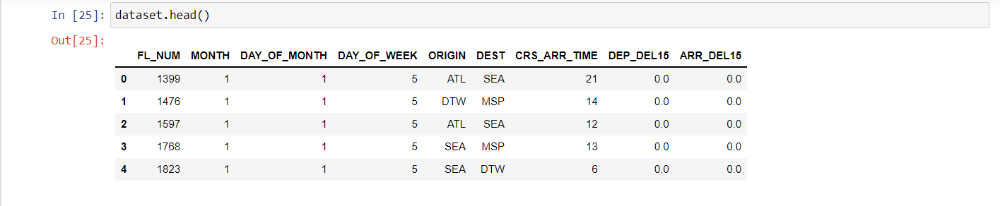 In [25]: dataset.head()
Out[25]:
FL_NUM MONTH DAY_OF_MONTH DAY_OF_WEEK ORIGIN DEST CRS_ARR_TIME DEP_DEL15 ARR_DEL15
0 1399 1 1 5 ATL SEA 21 0.0 0.0
1 1476 1 1 5 DTW MSP 14 0.0 0.0
2 1597 1 1 5 ATL SEA 12 0.0 0.0
3 1768 1 1 5 SEA MSP 13 0.0 0.0
4 1823 1 1 5 SEA DTW 6 0.0 0.0